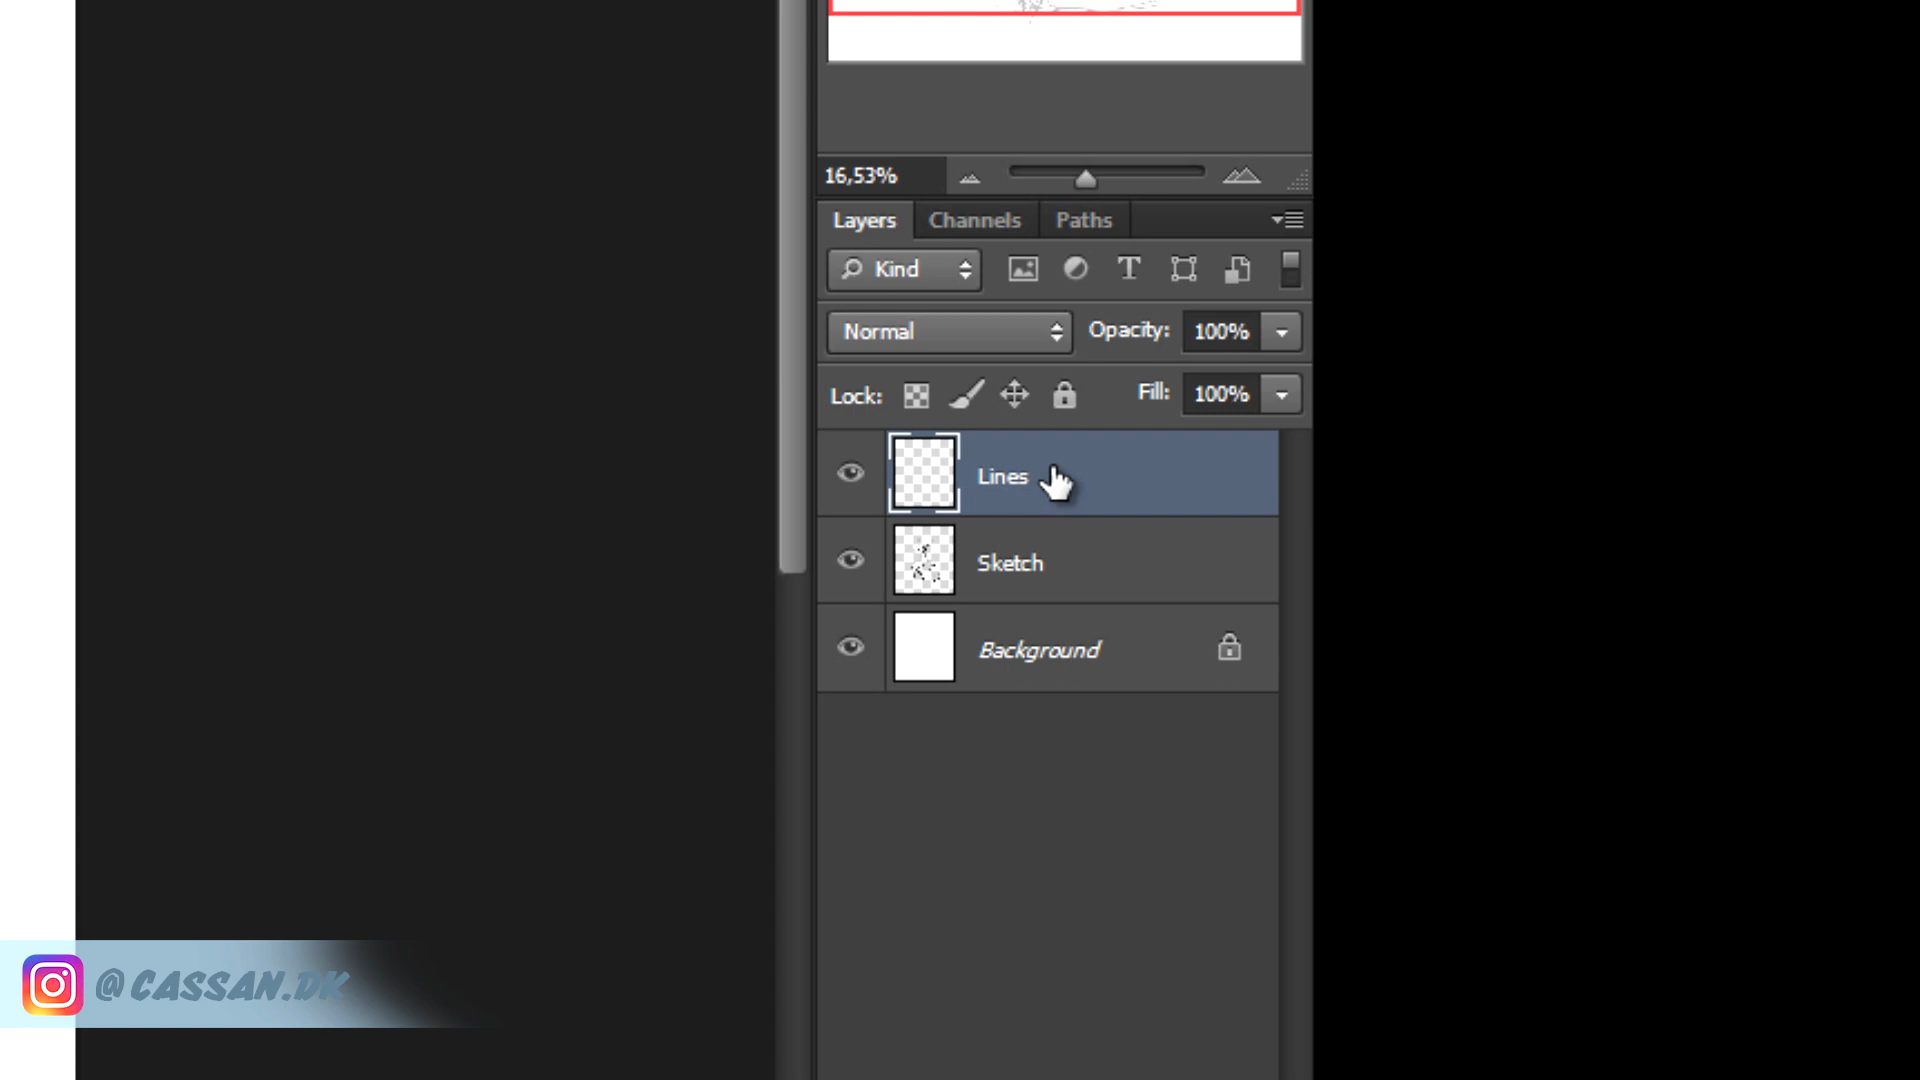 16,53%
Layers Channels Paths
Kind
Normal Opacity: 100%
Lock: Fill: 100%
Lines
Sketch
Background
@CASSAN.DK